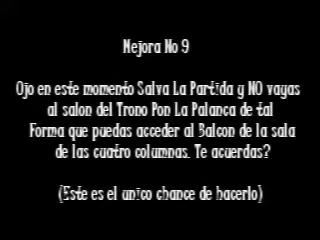 Mejora No 9
Ojo en este momento Salva La Partida y NO vayas
al salon del Trono Pon La Palanca de tal
Forma que puedas acceder al Balcon de la sala
de las cuatro columnas. Te acuerdas?
(Este es el unico chance de hacerlo)